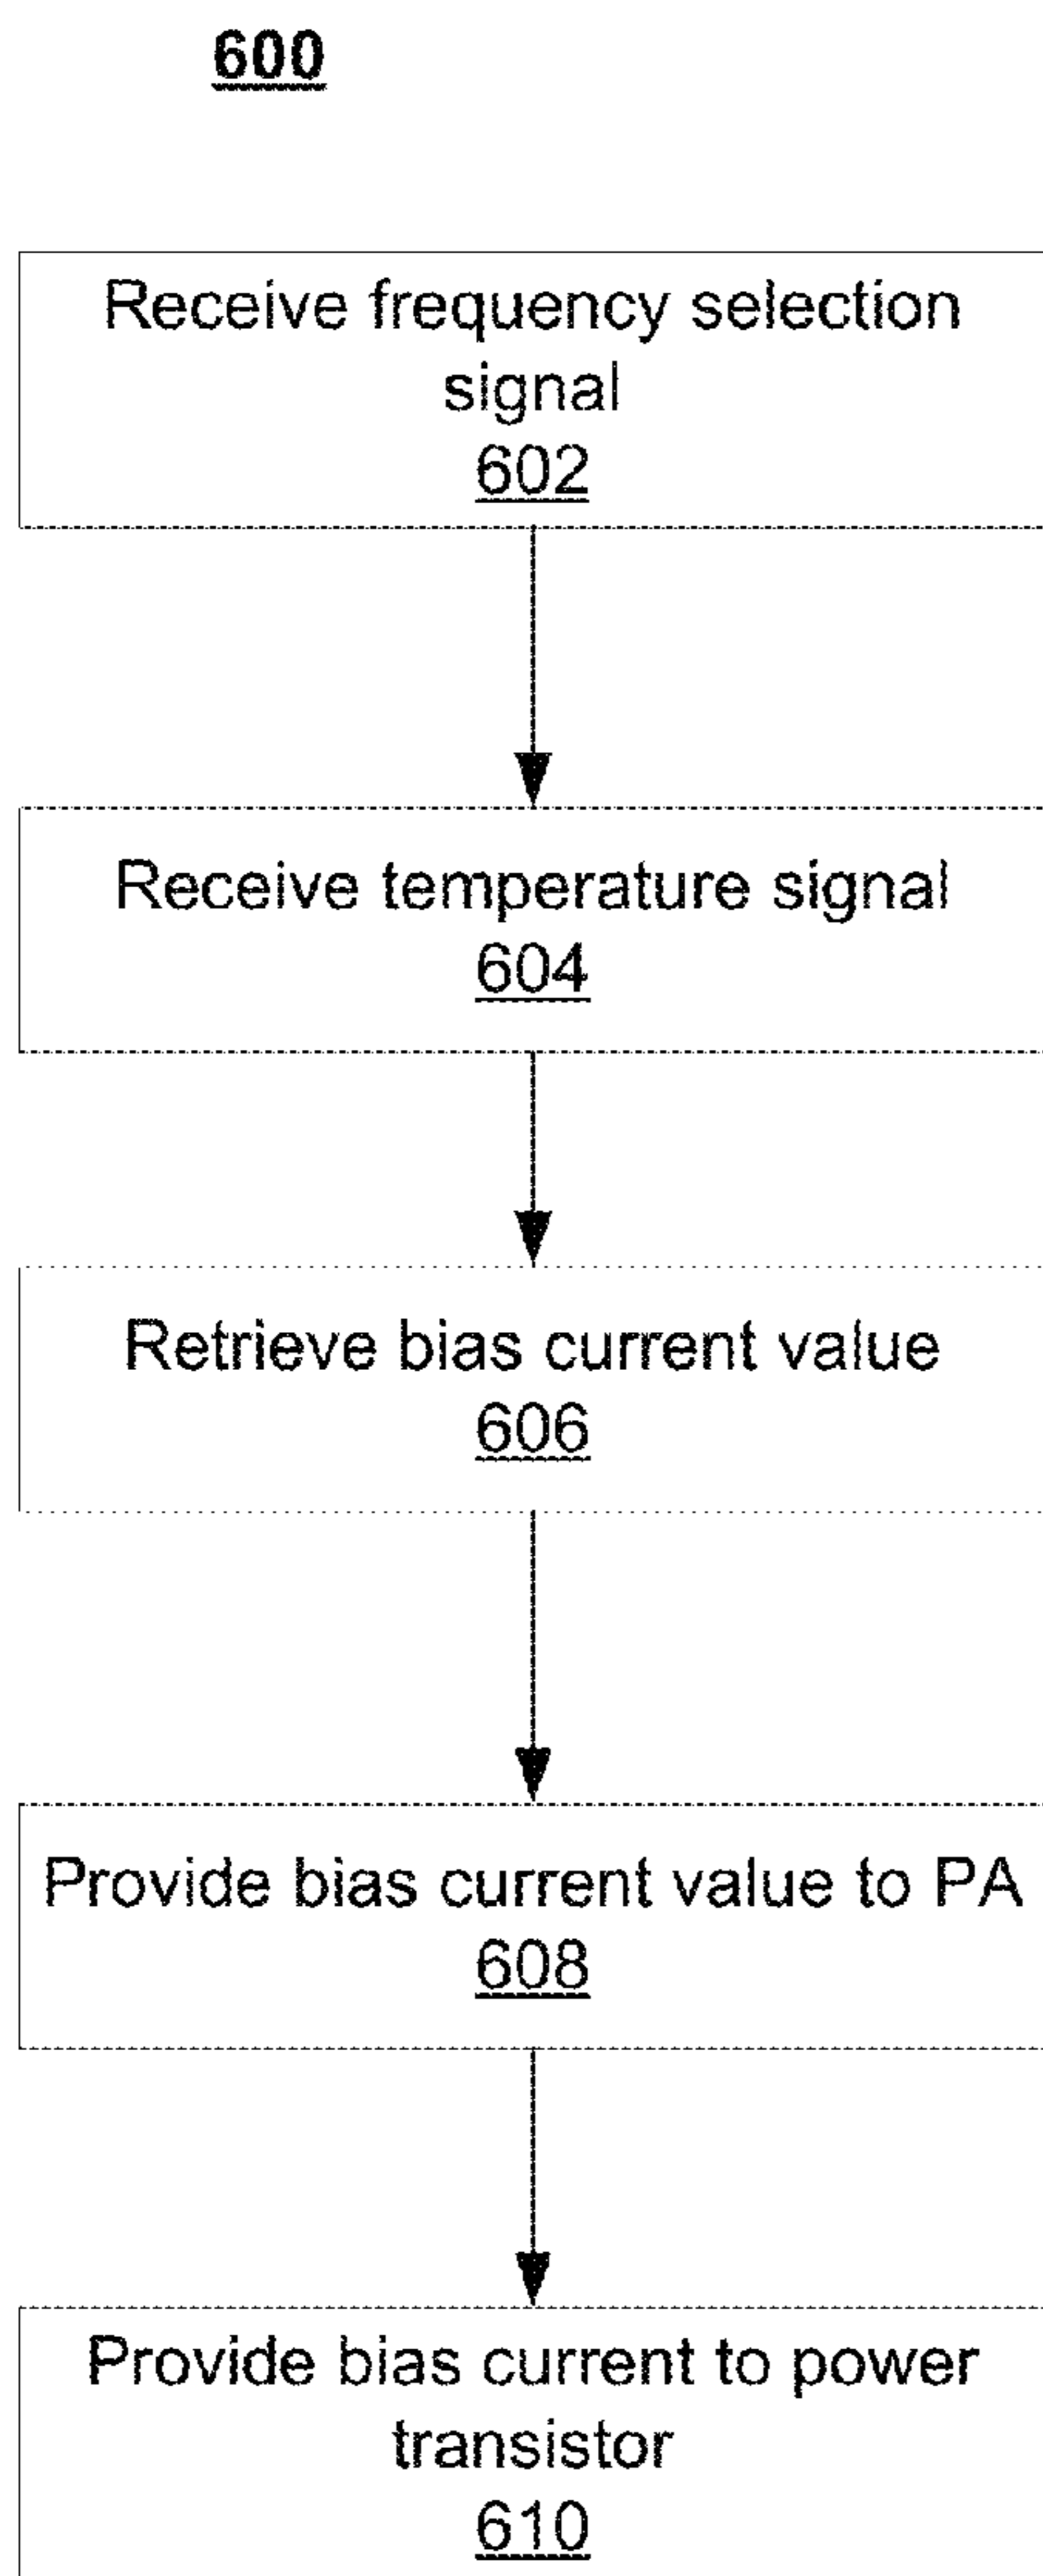 600
Receive frequency selection
signal
602
Receive temperature signal
604
Retrieve bias current value
606
Provide bias current value to PA
608
Provide bias current to power
transistor
610